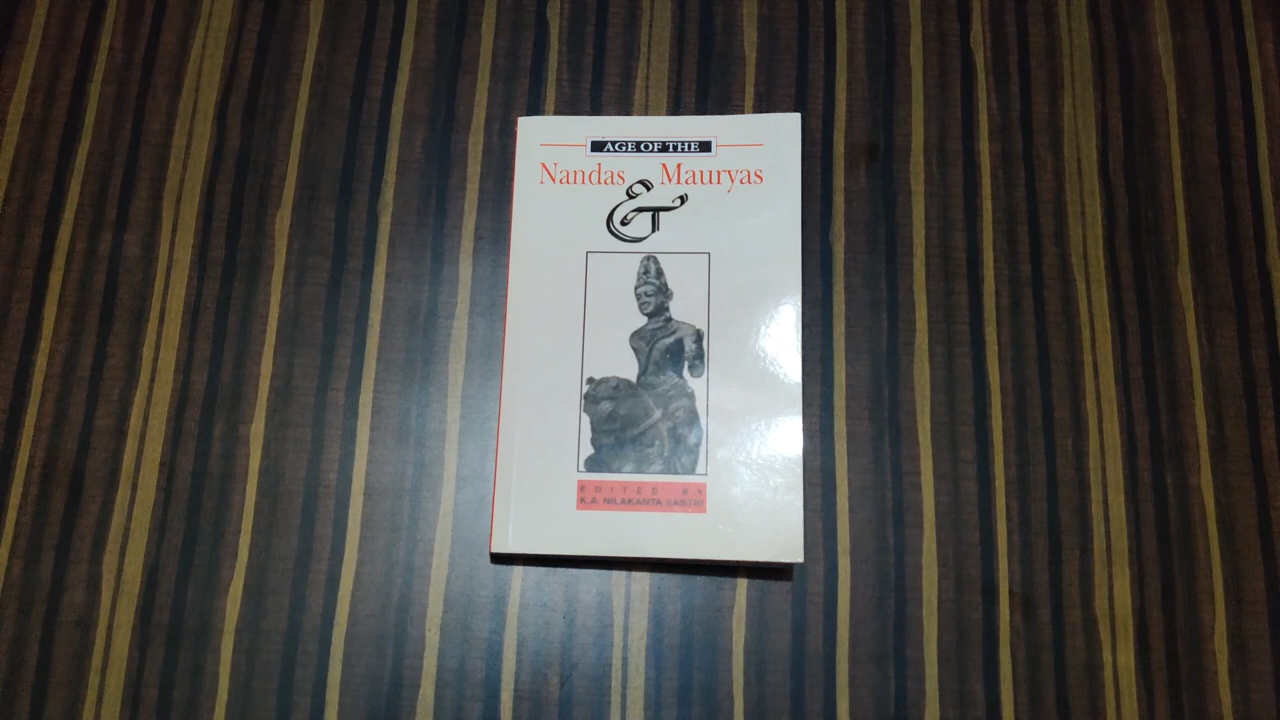 AGE OF THE
Nandas & Mauryas
EDITED BY
K.A. NILAKANTA SASTRI